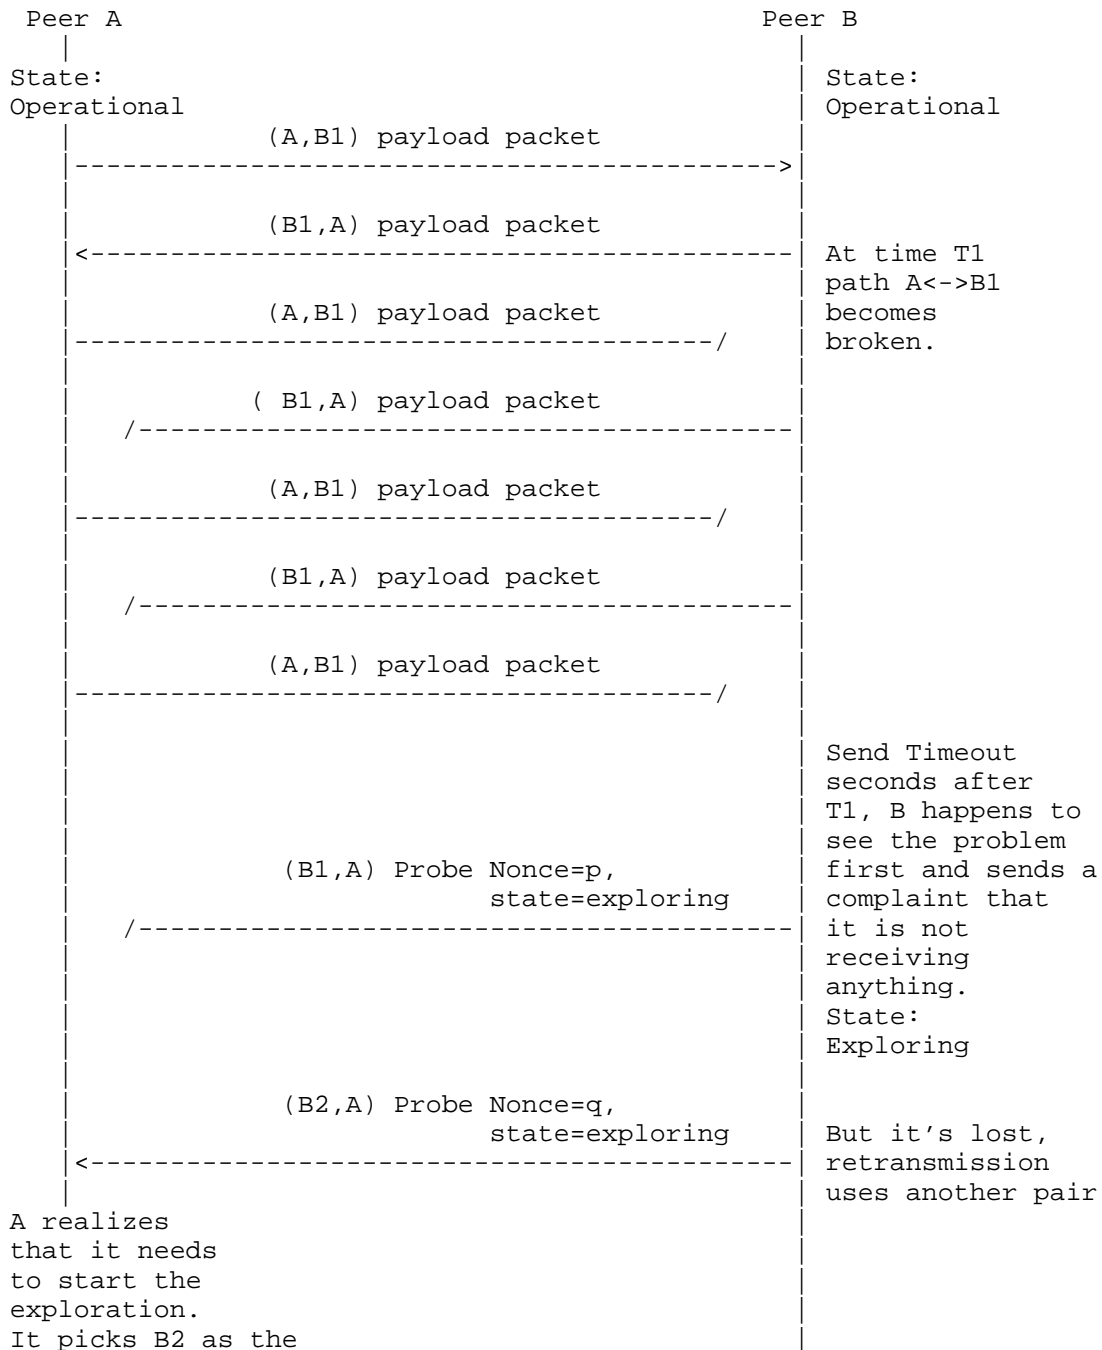 Peer A                                        Peer B
   |                                             |
State:                                           | State:
Operational                                      | Operational
   |            (A,B1) payload packet            |
   |-------------------------------------------->|
   |                                             |
   |            (B1,A) payload packet            |
   |<--------------------------------------------| At time T1
   |                                             | path A<->B1
   |            (A,B1) payload packet            | becomes
   |----------------------------------------/    | broken.
   |                                             |
   |           ( B1,A) payload packet            |
   |   /-----------------------------------------|
   |                                             |
   |            (A,B1) payload packet            |
   |----------------------------------------/    |
   |                                             |
   |            (B1,A) payload packet            |
   |   /-----------------------------------------|
   |                                             |
   |            (A,B1) payload packet            |
   |----------------------------------------/    |
   |                                             |
   |                                             | Send Timeout
   |                                             | seconds after
   |                                             | T1, B happens to
   |                                             | see the problem
   |             (B1,A) Probe Nonce=p,           | first and sends a
   |                          state=exploring    | complaint that
   |   /-----------------------------------------| it is not
   |                                             | receiving
   |                                             | anything.
   |                                             | State:
   |                                             | Exploring
   |                                             |
   |             (B2,A) Probe Nonce=q,           |
   |                          state=exploring    | But it's lost,
   |<--------------------------------------------| retransmission
   |                                             | uses another pair
A realizes                                       |
that it needs                                    |
to start the                                     |
exploration.                                     |
It picks B2 as the                               |